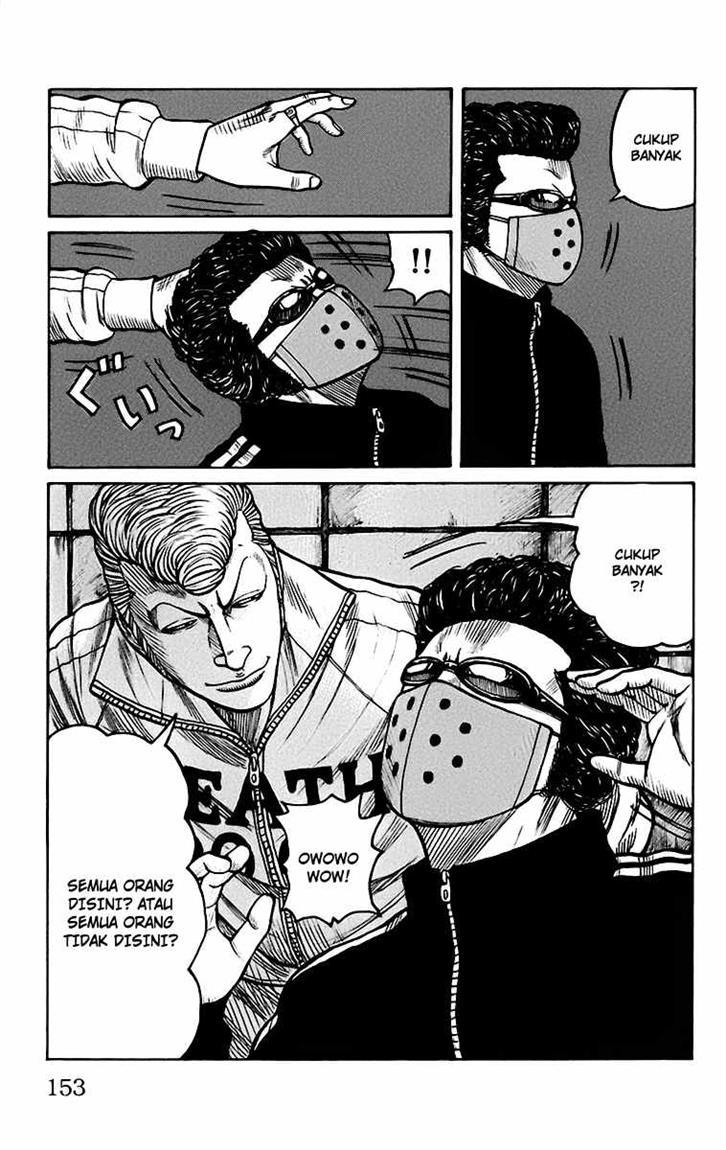 CUKUP
BANYAK
!!
ぐいっ
CUKUP
BANYAK
?!
EATH
OWOWO
WOW!
SEMUA ORANG
DISINI? ATAU
SEMUA ORANG
TIDAK DISINI?
153